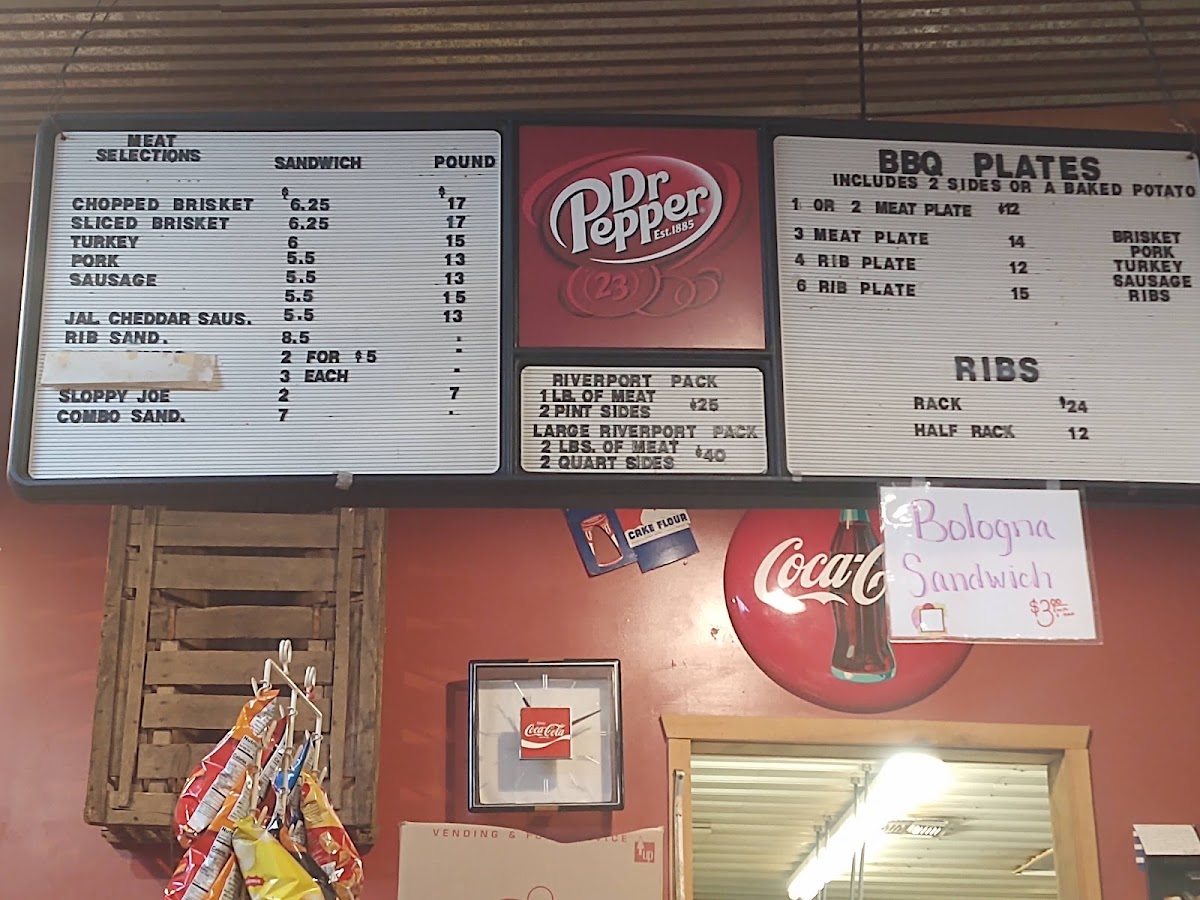 MEAT
SELECTIONS SANDWICH POUND
$ $
CHOPPED BRISKET 6.25 17
SLICED BRISKET 6.25 17
TURKEY 6 15
PORK 5.5 13
SAUSAGE 5.5 13
5.5 15
JAL. CHEDDAR SAUS. 5.5 13
RIB SAND. 8.5 -
2 FOR $5 -
3 EACH -
SLOPPY JOE 2 7
COMBO SAND. 7 -
Dr
Pepper
Est.1885
23
RIVERPORT PACK
1 LB. OF MEAT
2 PINT SIDES $25
LARGE RIVERPORT PACK
2 LBS. OF MEAT
2 QUART SIDES $40
BBQ PLATES
INCLUDES 2 SIDES OR A BAKED POTATO
1 OR 2 MEAT PLATE $12
3 MEAT PLATE 14
4 RIB PLATE 12
6 RIB PLATE 15
BRISKET
PORK
TURKEY
SAUSAGE
RIBS
RIBS
RACK $24
HALF RACK 12
CAKE FLOUR
Coca-C
Bologna
Sandwich
$3.00
Coca-Cola
VENDING & FO ICE
up